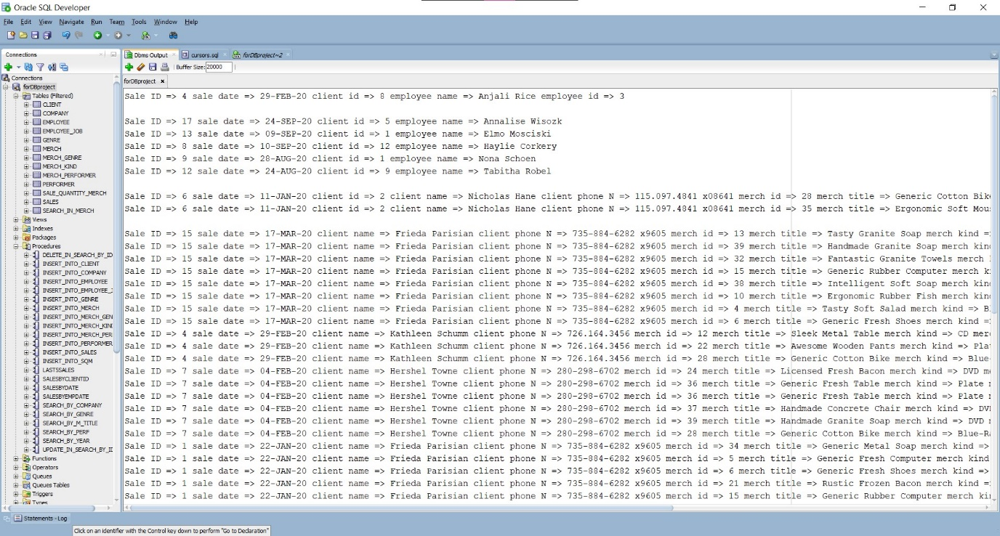 Oracle SQL Developer
File Edit View Navigate Run Team Tools Window Help
Connections
Connections
forDBproject
Tables (Filtered)
CLIENT
COMPANY
EMPLOYEE
EMPLOYEE_JOB
GENRE
MERCH
MERCH_GENRE
MERCH_KIND
MERCH_PERFORMER
PERFORMER
SALE_QUANTITY_MERCH
SALES
SEARCH_IN_MERCH
Views
Indexes
Packages
Procedures
DELETE_IN_SEARCH_BY_ID
INSERT_INTO_CLIENT
INSERT_INTO_COMPANY
INSERT_INTO_EMPLOYEE
INSERT_INTO_EMPLOYEE_
INSERT_INTO_GENRE
INSERT_INTO_MERCH
INSERT_INTO_MERCH_GEN
INSERT_INTO_MERCH_KIND
INSERT_INTO_MERCH_PER
INSERT_INTO_PERFORMER
INSERT_INTO_SALES
INSERT_INTO_SQM
LAST5SALES
SALESBYCLIENTID
SALESBYDATE
SALESBYEMPDATE
SEARCH_BY_COMPANY
SEARCH_BY_GENRE
SEARCH_BY_M_TITLE
SEARCH_BY_PERF
SEARCH_BY_YEAR
UPDATE_IN_SEARCH_BY_ID
Functions
Operators
Queues
Queues Tables
Triggers
Types
Dbms Output cursors.sql forDBproject~2
Buffer Size: 20000
forDBproject
Sale ID => 4 sale date => 29-FEB-20 client id => 8 employee name => Anjali Rice employee id => 3
Sale ID => 17 sale date => 24-SEP-20 client id => 5 employee name => Annalise Wisozk
Sale ID => 13 sale date => 09-SEP-20 client id => 1 employee name => Elmo Mosciski
Sale ID => 8 sale date => 10-SEP-20 client id => 12 employee name => Haylie Corkery
Sale ID => 9 sale date => 28-AUG-20 client id => 1 employee name => Nona Schoen
Sale ID => 12 sale date => 24-AUG-20 client id => 9 employee name => Tabitha Robel
Sale ID => 6 sale date => 11-JAN-20 client id => 2 client name => Nicholas Hane client phone N => 115.097.4841 x08641 merch id => 28 merch title => Generic Cotton Bike
Sale ID => 6 sale date => 11-JAN-20 client id => 2 client name => Nicholas Hane client phone N => 115.097.4841 x08641 merch id => 35 merch title => Ergonomic Soft Mou
Sale ID => 15 sale date => 17-MAR-20 client name => Frieda Parisian client phone N => 735-884-6282 x9605 merch id => 13 merch title => Tasty Granite Soap merch kind =
Sale ID => 15 sale date => 17-MAR-20 client name => Frieda Parisian client phone N => 735-884-6282 x9605 merch id => 39 merch title => Handmade Granite Soap merch kin
Sale ID => 15 sale date => 17-MAR-20 client name => Frieda Parisian client phone N => 735-884-6282 x9605 merch id => 32 merch title => Fantastic Granite Towels merch
Sale ID => 15 sale date => 17-MAR-20 client name => Frieda Parisian client phone N => 735-884-6282 x9605 merch id => 15 merch title => Generic Rubber Computer merch k
Sale ID => 15 sale date => 17-MAR-20 client name => Frieda Parisian client phone N => 735-884-6282 x9605 merch id => 38 merch title => Intelligent Soft Soap merch kin
Sale ID => 15 sale date => 17-MAR-20 client name => Frieda Parisian client phone N => 735-884-6282 x9605 merch id => 10 merch title => Ergonomic Rubber Fish merch kin
Sale ID => 15 sale date => 17-MAR-20 client name => Frieda Parisian client phone N => 735-884-6282 x9605 merch id => 4 merch title => Tasty Soft Salad merch kind => B
Sale ID => 15 sale date => 17-MAR-20 client name => Frieda Parisian client phone N => 735-884-6282 x9605 merch id => 6 merch title => Generic Fresh Shoes merch kind =
Sale ID => 4 sale date => 29-FEB-20 client name => Kathleen Schumm client phone N => 726.164.3456 merch id => 12 merch title => Sleek Metal Table merch kind => CD mer
Sale ID => 4 sale date => 29-FEB-20 client name => Kathleen Schumm client phone N => 726.164.3456 merch id => 22 merch title => Awesome Wooden Pants merch kind => Pla
Sale ID => 4 sale date => 29-FEB-20 client name => Kathleen Schumm client phone N => 726.164.3456 merch id => 28 merch title => Generic Cotton Bike merch kind => Blue-
Sale ID => 7 sale date => 04-FEB-20 client name => Hershel Towne client phone N => 280-298-6702 merch id => 24 merch title => Licensed Fresh Bacon merch kind => DVD m
Sale ID => 7 sale date => 04-FEB-20 client name => Hershel Towne client phone N => 280-298-6702 merch id => 36 merch title => Generic Fresh Table merch kind => Plate
Sale ID => 7 sale date => 04-FEB-20 client name => Hershel Towne client phone N => 280-298-6702 merch id => 36 merch title => Generic Fresh Table merch kind => Plate
Sale ID => 7 sale date => 04-FEB-20 client name => Hershel Towne client phone N => 280-298-6702 merch id => 37 merch title => Handmade Concrete Chair merch kind => DV
Sale ID => 7 sale date => 04-FEB-20 client name => Hershel Towne client phone N => 280-298-6702 merch id => 39 merch title => Handmade Granite Soap merch kind => DVD
Sale ID => 7 sale date => 04-FEB-20 client name => Hershel Towne client phone N => 280-298-6702 merch id => 28 merch title => Generic Cotton Bike merch kind => Blue-Ra
Sale ID => 1 sale date => 22-JAN-20 client name => Frieda Parisian client phone N => 735-884-6282 x9605 merch id => 34 merch title => Generic Metal Soap merch kind =>
Sale ID => 1 sale date => 22-JAN-20 client name => Frieda Parisian client phone N => 735-884-6282 x9605 merch id => 5 merch title => Generic Fresh Computer merch kind
Sale ID => 1 sale date => 22-JAN-20 client name => Frieda Parisian client phone N => 735-884-6282 x9605 merch id => 6 merch title => Generic Fresh Shoes merch kind =>
Sale ID => 1 sale date => 22-JAN-20 client name => Frieda Parisian client phone N => 735-884-6282 x9605 merch id => 21 merch title => Rustic Frozen Bacon merch kind =
Sale ID => 1 sale date => 22-JAN-20 client name => Frieda Parisian client phone N => 735-884-6282 x9605 merch id => 15 merch title => Generic Rubber Computer merch ki
Statements - Log
Click on an identifier with the Control key down to perform "Go to Declaration"